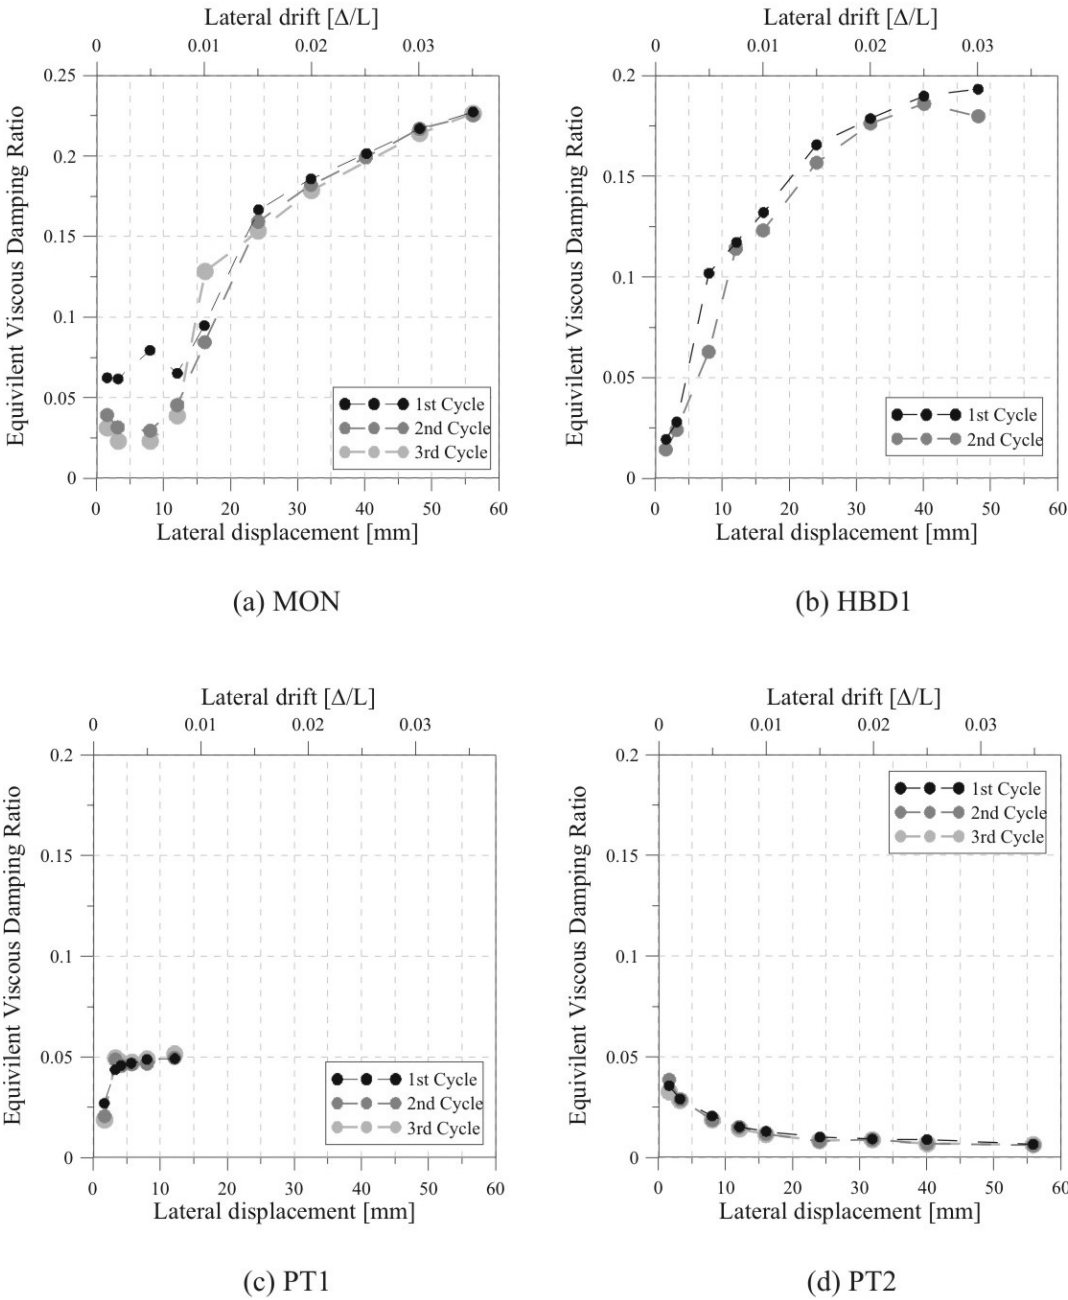 Lateral drift [Δ/L]
0 0.01 0.02 0.03
0.25
0.2
0.15
0.1
0.05
0
Equivilent Viscous Damping Ratio
1st Cycle
2nd Cycle
3rd Cycle
0 10 20 30 40 50 60
Lateral displacement [mm]
(a) MON
Lateral drift [Δ/L]
0 0.01 0.02 0.03
0.2
0.15
0.1
0.05
0
Equivilent Viscous Damping Ratio
1st Cycle
2nd Cycle
0 10 20 30 40 50 60
Lateral displacement [mm]
(b) HBD1
Lateral drift [Δ/L]
0 0.01 0.02 0.03
0.2
0.15
0.1
0.05
0
Equivilent Viscous Damping Ratio
1st Cycle
2nd Cycle
3rd Cycle
0 10 20 30 40 50 60
Lateral displacement [mm]
(c) PT1
Lateral drift [Δ/L]
0 0.01 0.02 0.03
0.2
0.15
0.1
0.05
0
Equivilent Viscous Damping Ratio
1st Cycle
2nd Cycle
3rd Cycle
0 10 20 30 40 50 60
Lateral displacement [mm]
(d) PT2